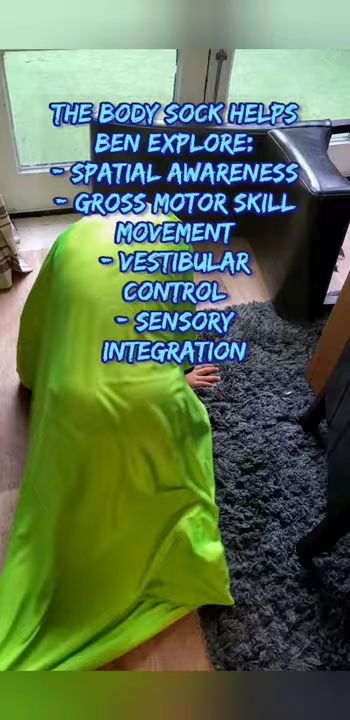 THE BODY SOCK HELPS
BEN EXPLORE:
- SPATIAL AWARENESS
- GROSS MOTOR SKILL
MOVEMENT
- VESTIBULAR
CONTROL
- SENSORY
INTEGRATION